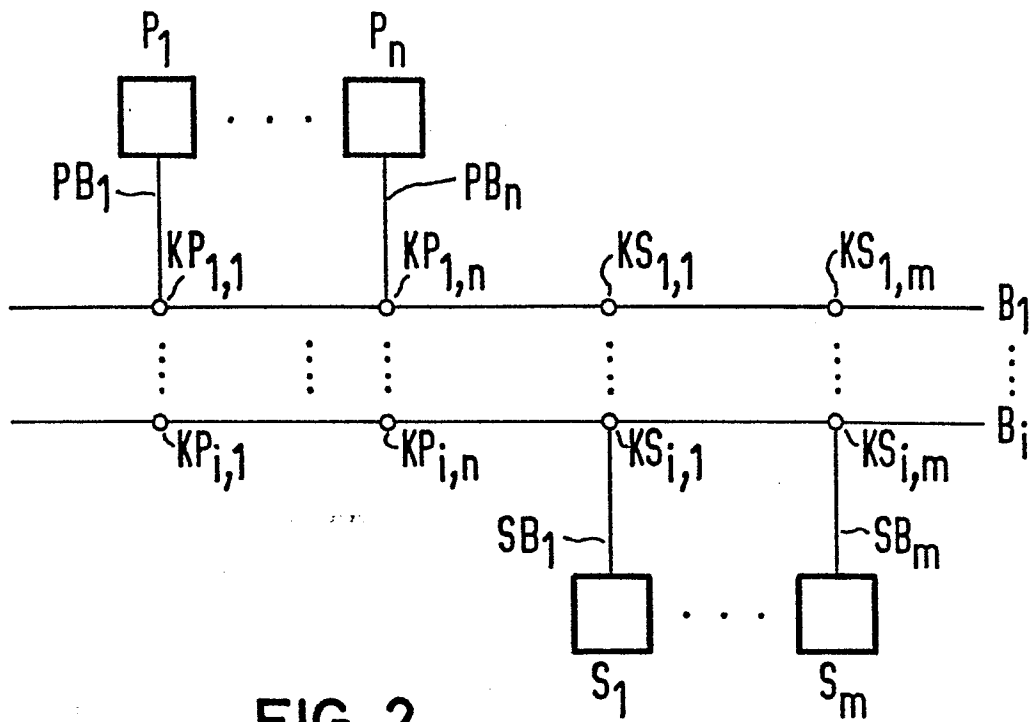 P1 Pn
PB1 PBn
KP1,1 KP1,n KS1,1 KS1,m
B1
Bi
KPi,1 KPi,n KSi,1 KSi,m
SB1 SBm
S1 Sm
FIG. 2